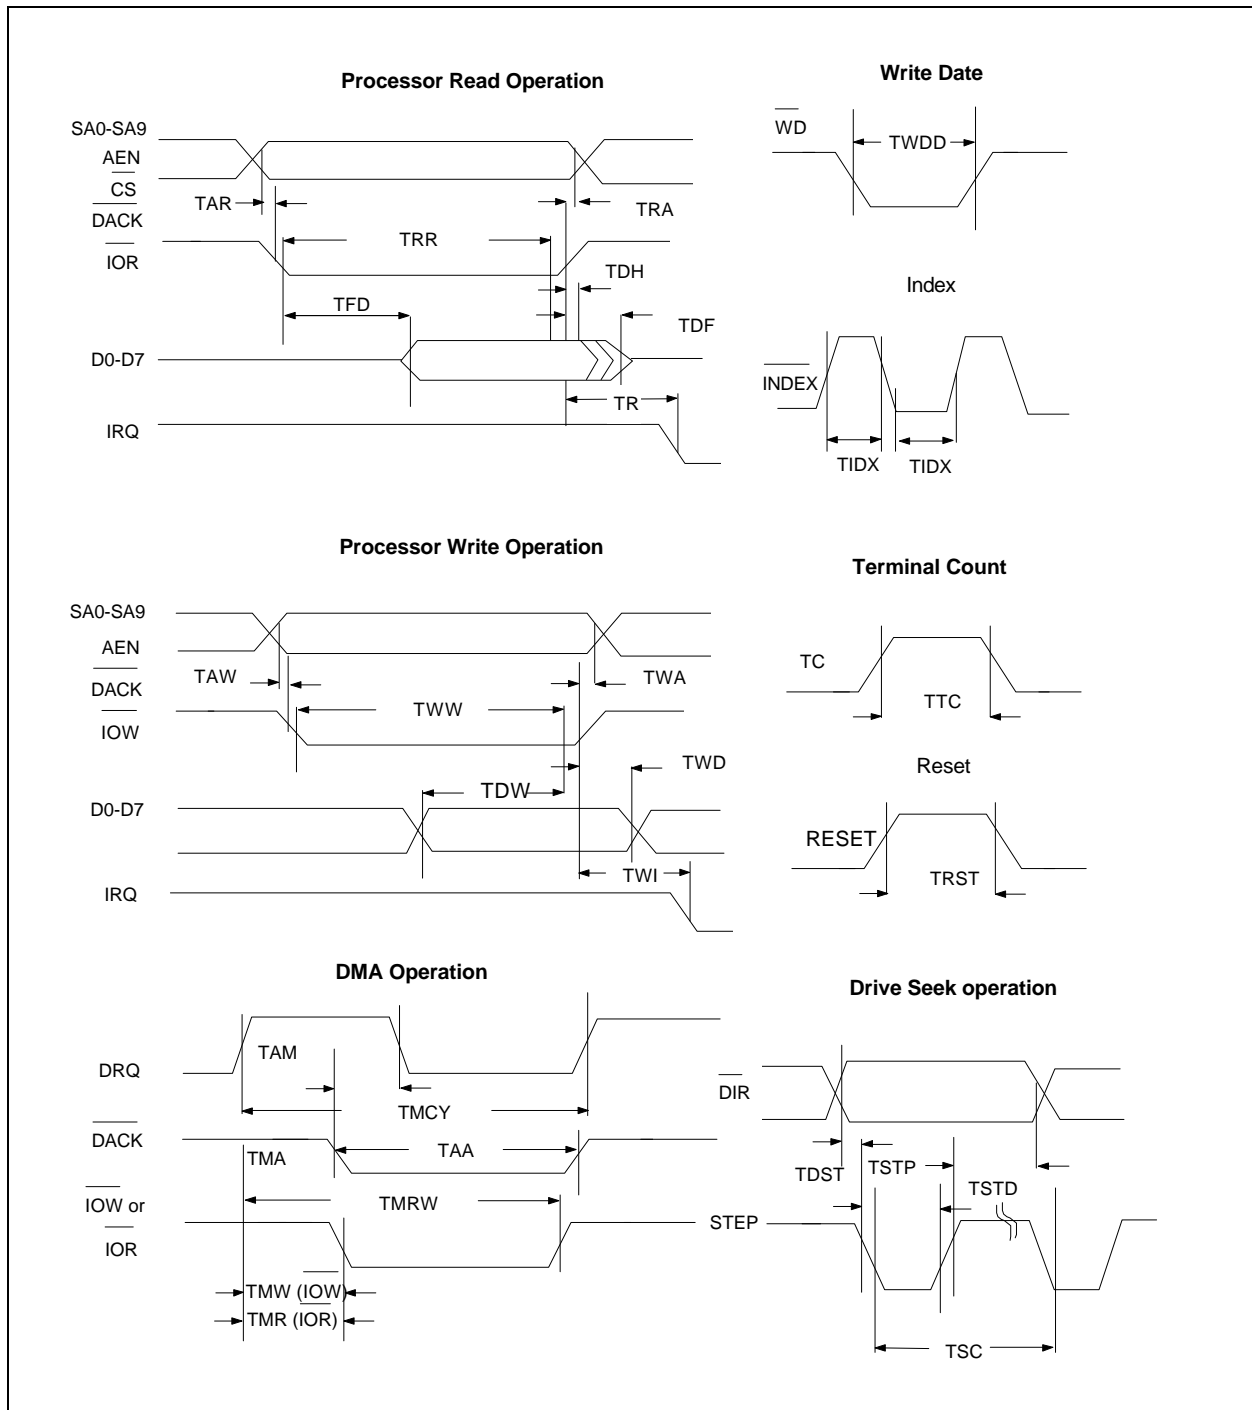 Processor Read Operation
SA0-SA9
AEN
CS
DACK
TAR
TRA
IOR
TRR
TDH
TFD
TDF
D0-D7
TR
IRQ
Write Date
WD
TWDD
Index
INDEX
TIDX
TIDX
Processor Write Operation
SA0-SA9
AEN
TAW
TWA
DACK
TWW
IOW
TWD
TDW
D0-D7
TWI
IRQ
Terminal Count
TC
TTC
Reset
RESET
TRST
DMA Operation
TAM
DRQ
TMCY
DACK
TMA
TAA
IOW or
IOR
TMRW
TMW (IOW)
TMR (IOR)
Drive Seek operation
DIR
TDST
TSTP
TSTD
STEP
TSC